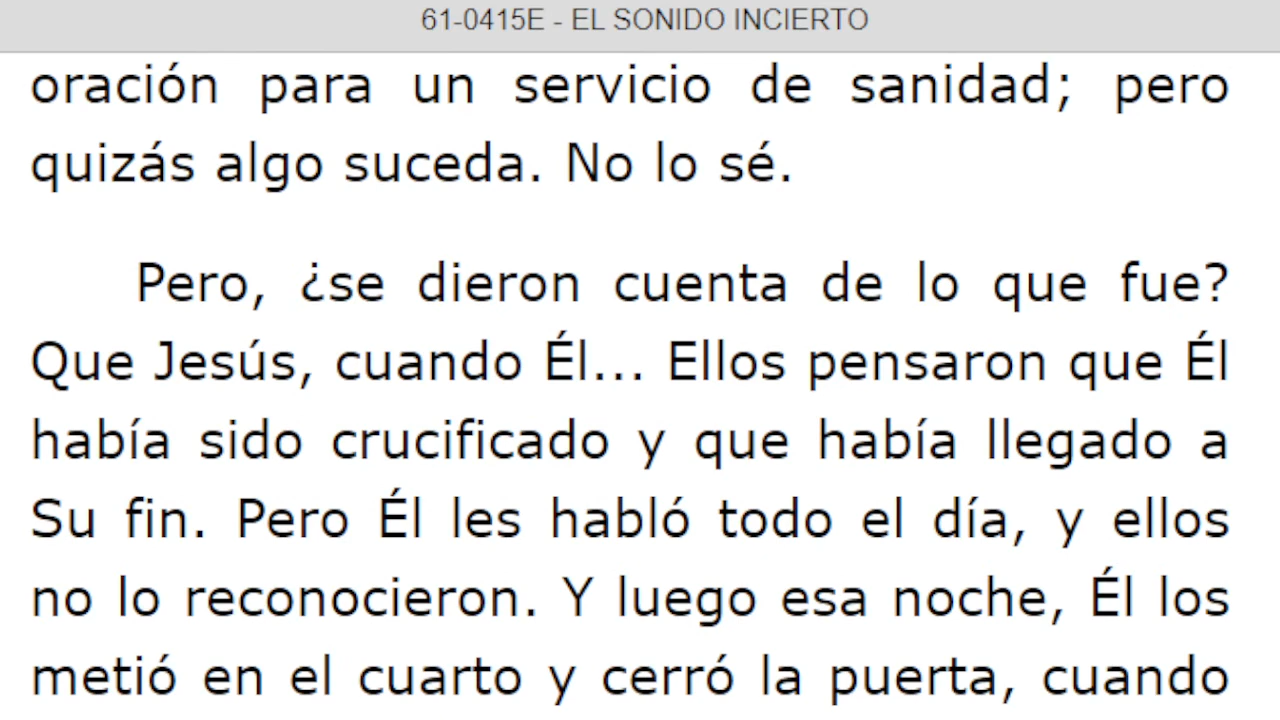 61-0415E - EL SONIDO INCIERTO
oración para un servicio de sanidad; pero
quizás algo suceda. No lo sé.
Pero, ¿se dieron cuenta de lo que fue?
Que Jesús, cuando Él... Ellos pensaron que Él
había sido crucificado y que había llegado a
Su fin. Pero Él les habló todo el día, y ellos
no lo reconocieron. Y luego esa noche, Él los
metió en el cuarto y cerró la puerta, cuando